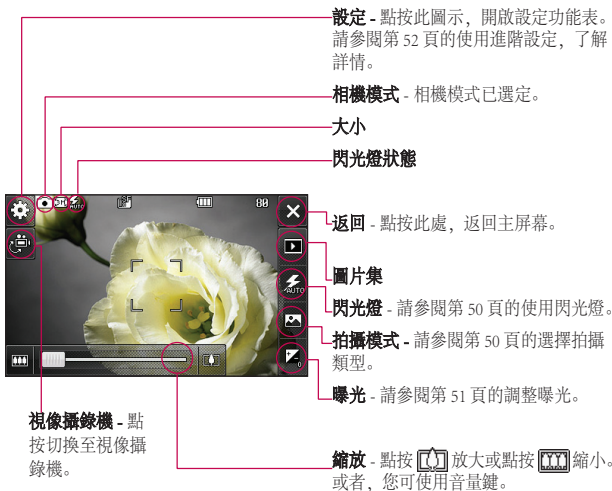 設定 - 點按此圖示，開啟設定功能表。
請參閱第 52 頁的使用進階設定，了解
詳情。
相機模式 - 相機模式已選定。
大小
閃光燈狀態
80
返回 - 點按此處，返回主屏幕。
圖片集
AUTO
閃光燈 - 請參閱第 50 頁的使用閃光燈。
拍攝模式 - 請參閱第 50 頁的選擇拍攝
類型。
曝光 - 請參閱第 51 頁的調整曝光。
視像攝錄機 - 點
按切換至視像攝
錄機。
縮放 - 點按 放大或點按 縮小。
或者，您可使用音量鍵。